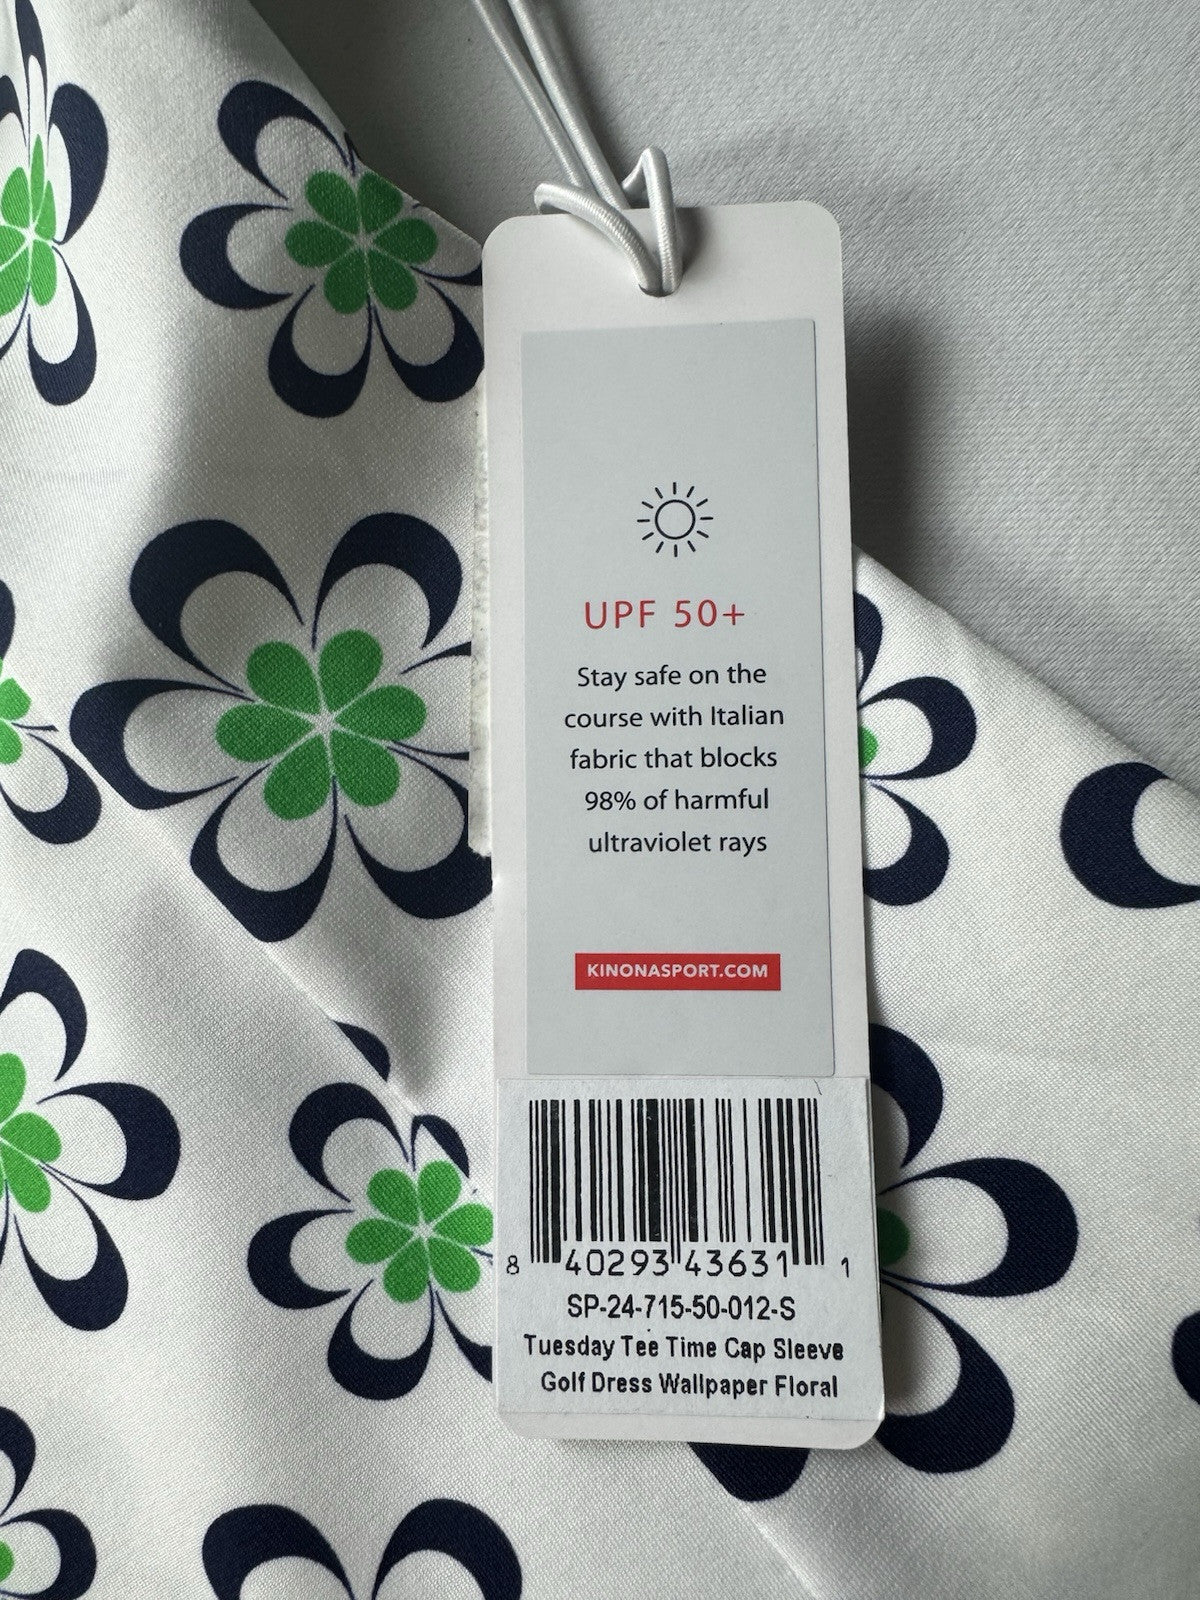 UPF 50+
Stay safe on the
course with Italian
fabric that blocks
98% of harmful
ultraviolet rays
KINONASPORT.COM
8 40293 43631 1
SP-24-715-50-012-S
Tuesday Tee Time Cap Sleeve
Golf Dress Wallpaper Floral